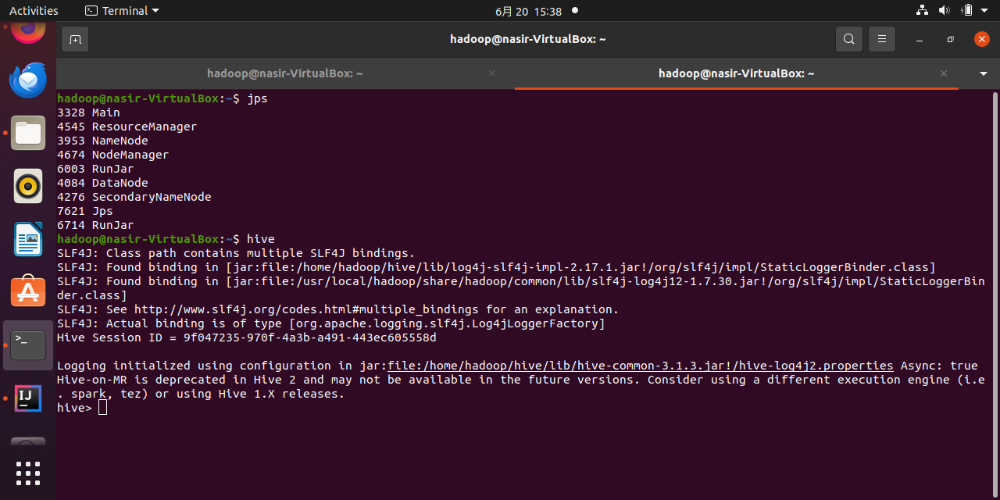 Activities
Terminal
6月 20 15:38
hadoop@nasir-VirtualBox: ~
hadoop@nasir-VirtualBox: ~
hadoop@nasir-VirtualBox: ~
hadoop@nasir-VirtualBox:~$ jps
3328 Main
4545 ResourceManager
3953 NameNode
4674 NodeManager
6003 RunJar
4084 DataNode
4276 SecondaryNameNode
7621 Jps
6714 RunJar
hadoop@nasir-VirtualBox:~$ hive
SLF4J: Class path contains multiple SLF4J bindings.
SLF4J: Found binding in [jar:file:/home/hadoop/hive/lib/log4j-slf4j-impl-2.17.1.jar!/org/slf4j/impl/StaticLoggerBinder.class]
SLF4J: Found binding in [jar:file:/usr/local/hadoop/share/hadoop/common/lib/slf4j-log4j12-1.7.30.jar!/org/slf4j/impl/StaticLoggerBin
der.class]
SLF4J: See http://www.slf4j.org/codes.html#multiple_bindings for an explanation.
SLF4J: Actual binding is of type [org.apache.logging.slf4j.Log4jLoggerFactory]
Hive Session ID = 9f047235-970f-4a3b-a491-443ec605558d
Logging initialized using configuration in jar:file:/home/hadoop/hive/lib/hive-common-3.1.3.jar!/hive-log4j2.properties Async: true
Hive-on-MR is deprecated in Hive 2 and may not be available in the future versions. Consider using a different execution engine (i.e
. spark, tez) or using Hive 1.X releases.
hive>
>_
IJ